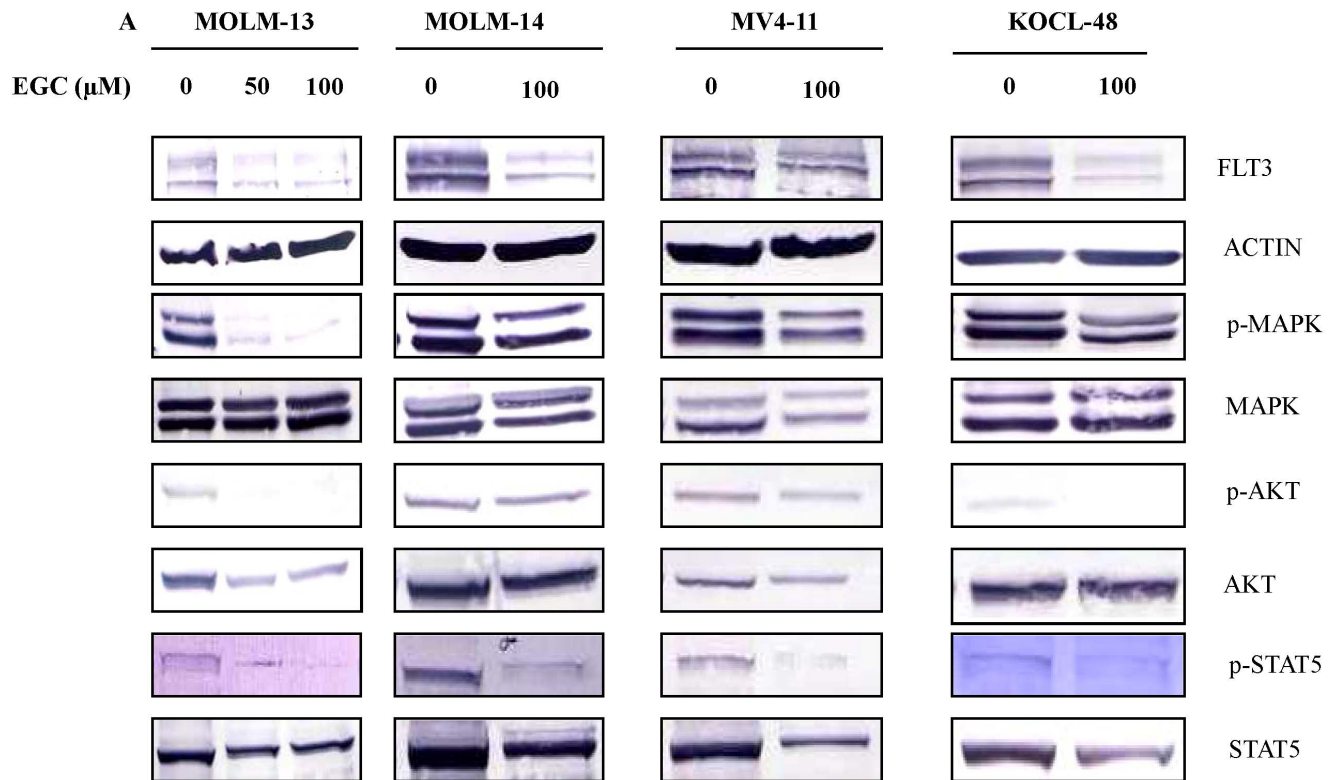 A MOLM-13 MOLM-14 MV4-11 KOCL-48
EGC (μM) 0 50 100 0 100 0 100 0 100
FLT3
ACTIN
p-MAPK
MAPK
p-AKT
AKT
p-STAT5
STAT5